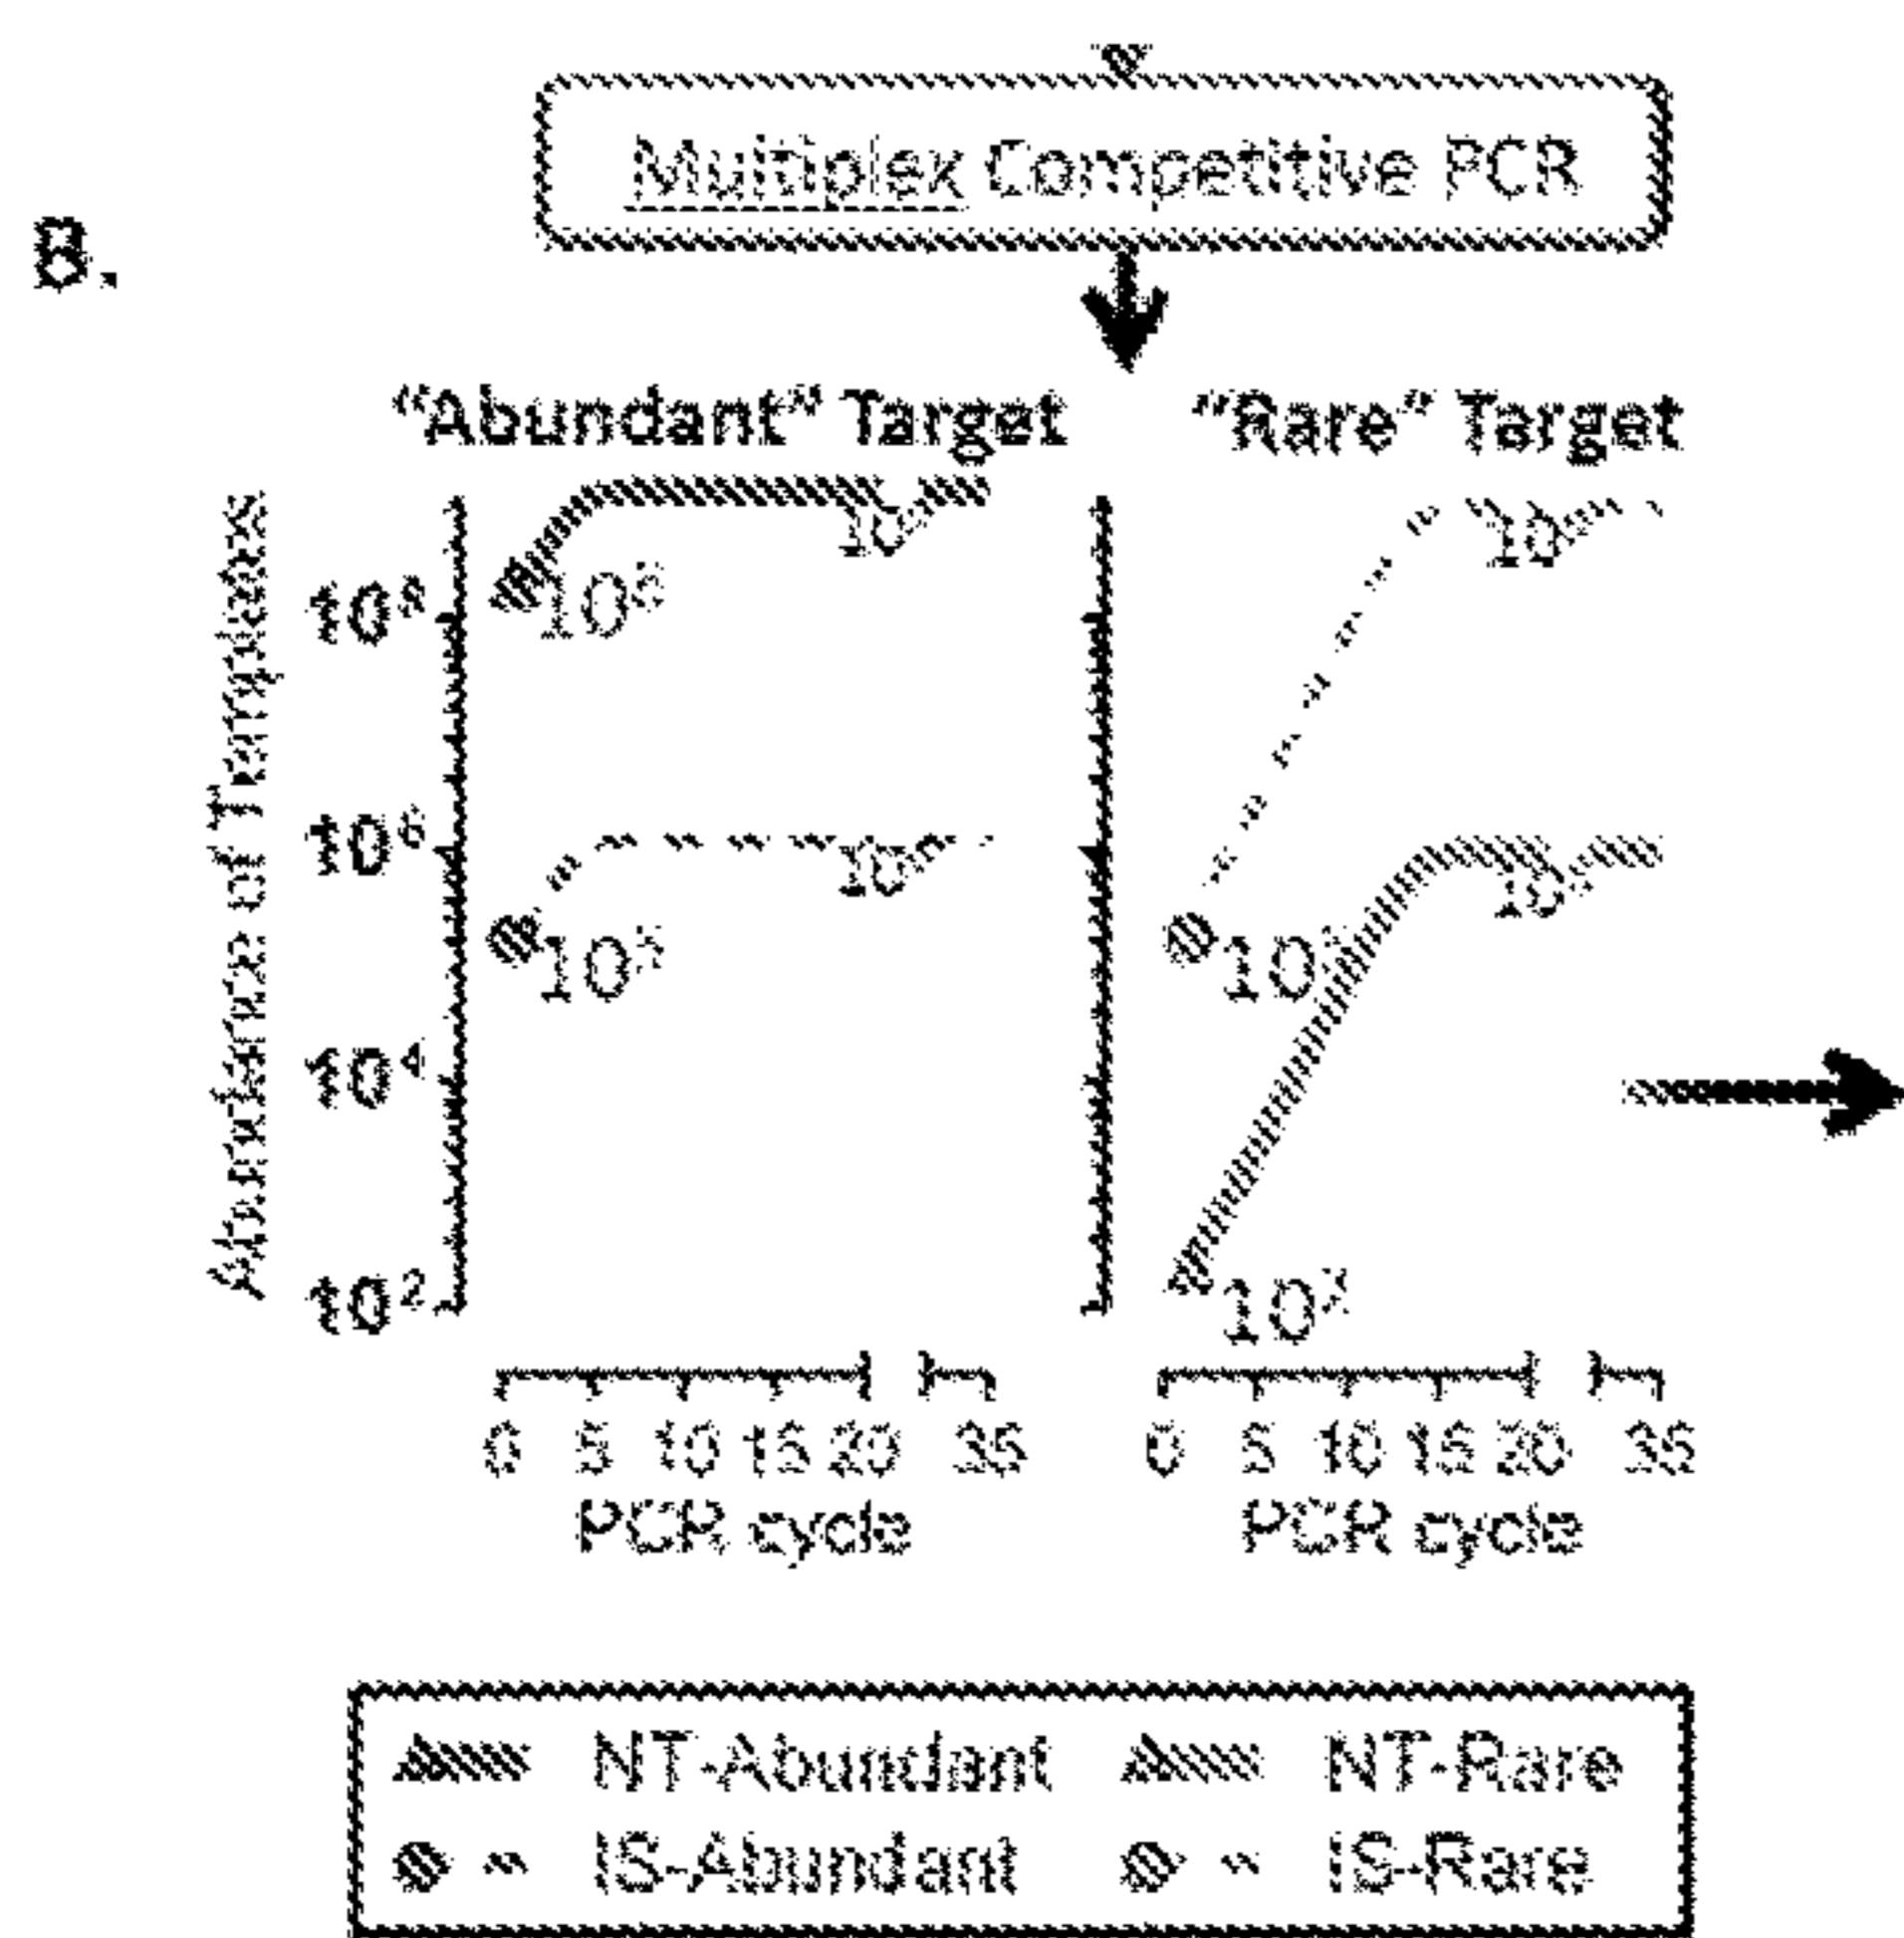 Multiplex Competitive PCR
B.
"Abundant" Target
"Rare" Target
Abundance of Templates
10⁸
10⁶
10⁴
10²
10⁸
10⁵
10⁵
10²
0 5 10 15 20 35
0 5 10 15 20 35
PCR cycle
PCR cycle
NT-Abundant
NT-Rare
IS-Abundant
IS-Rare